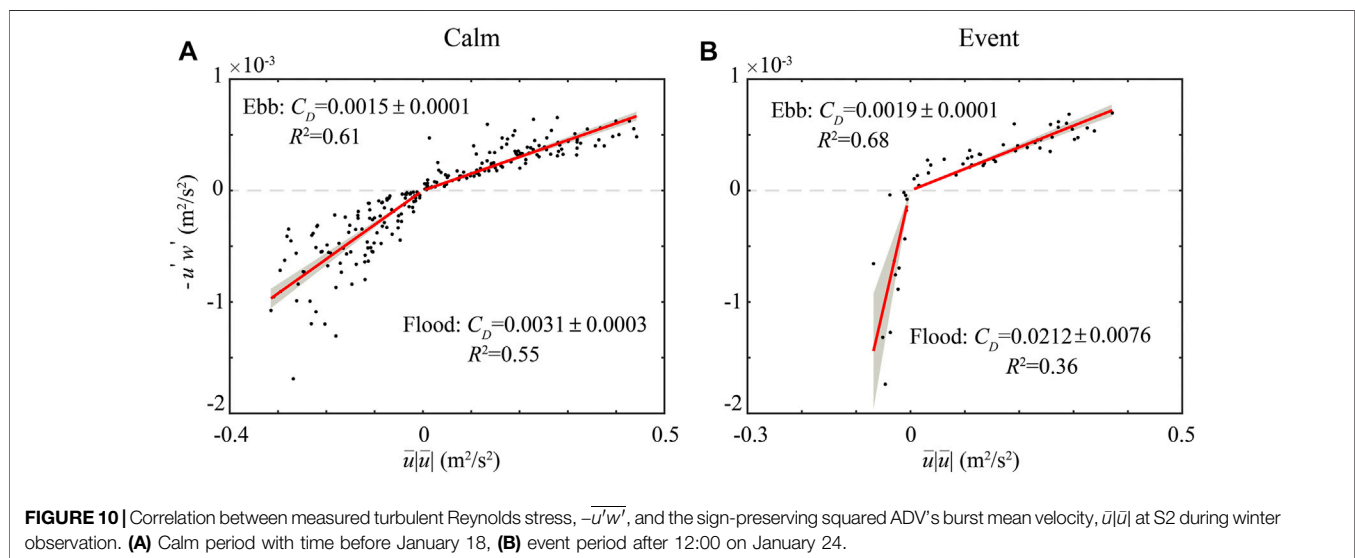 A
Calm
×10⁻³
1
0
-1
-2
-u'w' (m²/s²)
Ebb: C_D=0.0015±0.0001
R²=0.61
Flood: C_D=0.0031±0.0003
R²=0.55
-0.4
0
0.5
ū|ū| (m²/s²)
B
Event
×10⁻³
1
0
-1
-2
Ebb: C_D=0.0019±0.0001
R²=0.68
Flood: C_D=0.0212±0.0076
R²=0.36
-0.3
0
0.5
ū|ū| (m²/s²)
FIGURE 10 | Correlation between measured turbulent Reynolds stress, −u'w', and the sign-preserving squared ADV's burst mean velocity, ū|ū| at S2 during winter
observation. (A) Calm period with time before January 18, (B) event period after 12:00 on January 24.